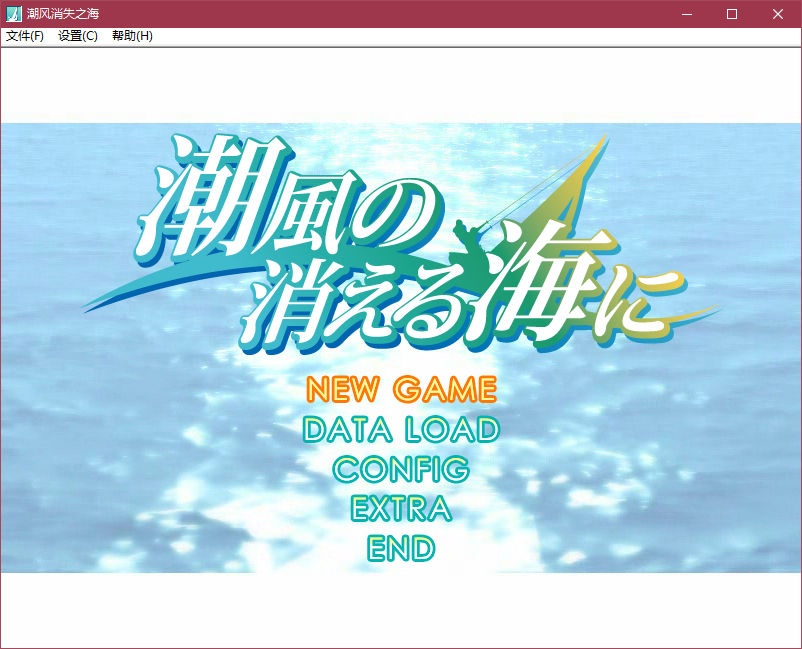 潮风消失之海
文件(F) 设置(C) 帮助(H)
潮風の
消える海に
NEW GAME
DATA LOAD
CONFIG
EXTRA
END